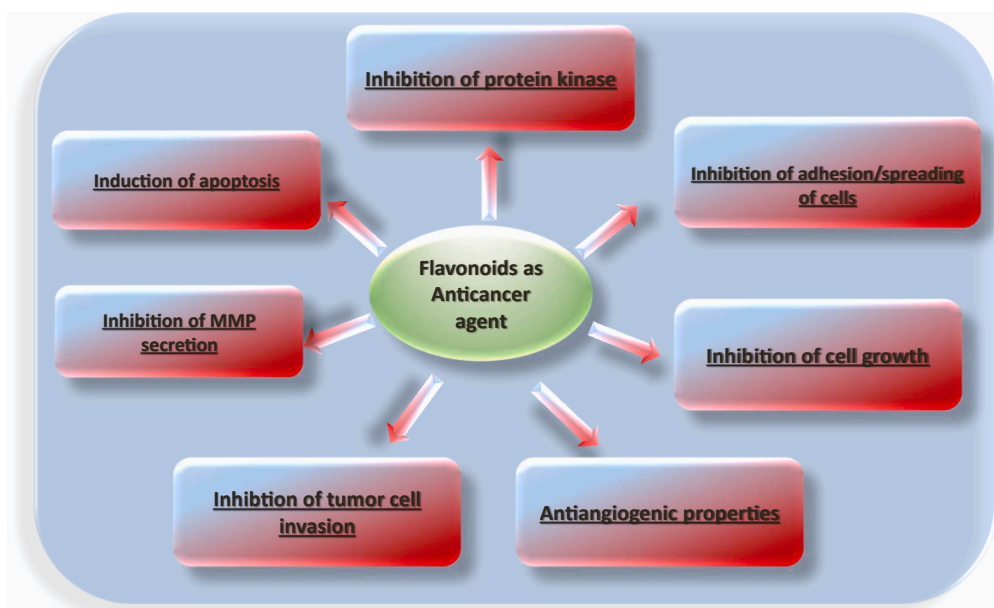 Inhibition of protein kinase
Induction of apoptosis
Inhibition of adhesion/spreading
of cells
Flavonoids as
Anticancer
agent
Inhibition of MMP
secretion
Inhibition of cell growth
Inhibtion of tumor cell
invasion
Antiangiogenic properties